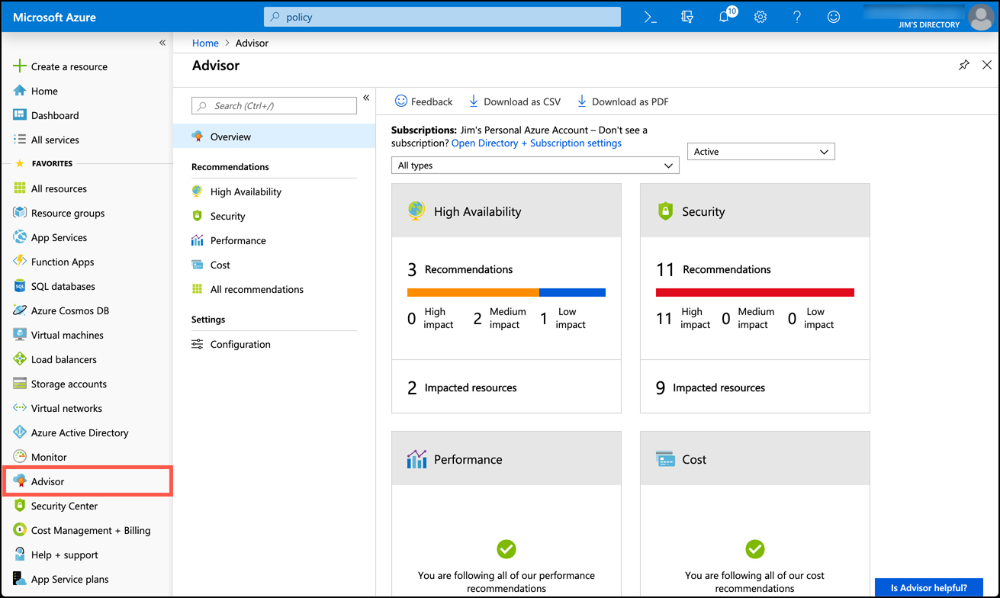 Microsoft Azure
policy
10
JIM'S DIRECTORY
Create a resource
Home
Dashboard
All services
FAVORITES
All resources
Resource groups
App Services
Function Apps
SQL databases
Azure Cosmos DB
Virtual machines
Load balancers
Storage accounts
Virtual networks
Azure Active Directory
Monitor
Advisor
Security Center
Cost Management + Billing
Help + support
App Service plans
Home > Advisor
Advisor
Search (Ctrl+/)
Overview
Recommendations
High Availability
Security
Performance
Cost
All recommendations
Settings
Configuration
Feedback
Download as CSV
Download as PDF
Subscriptions: Jim's Personal Azure Account – Don't see a
subscription? Open Directory + Subscription settings
All types
Active
High Availability
3 Recommendations
0 High impact
2 Medium impact
1 Low impact
2 Impacted resources
Security
11 Recommendations
11 High impact
0 Medium impact
0 Low impact
9 Impacted resources
Performance
You are following all of our performance
recommendations
Cost
You are following all of our cost
recommendations
Is Advisor helpful?